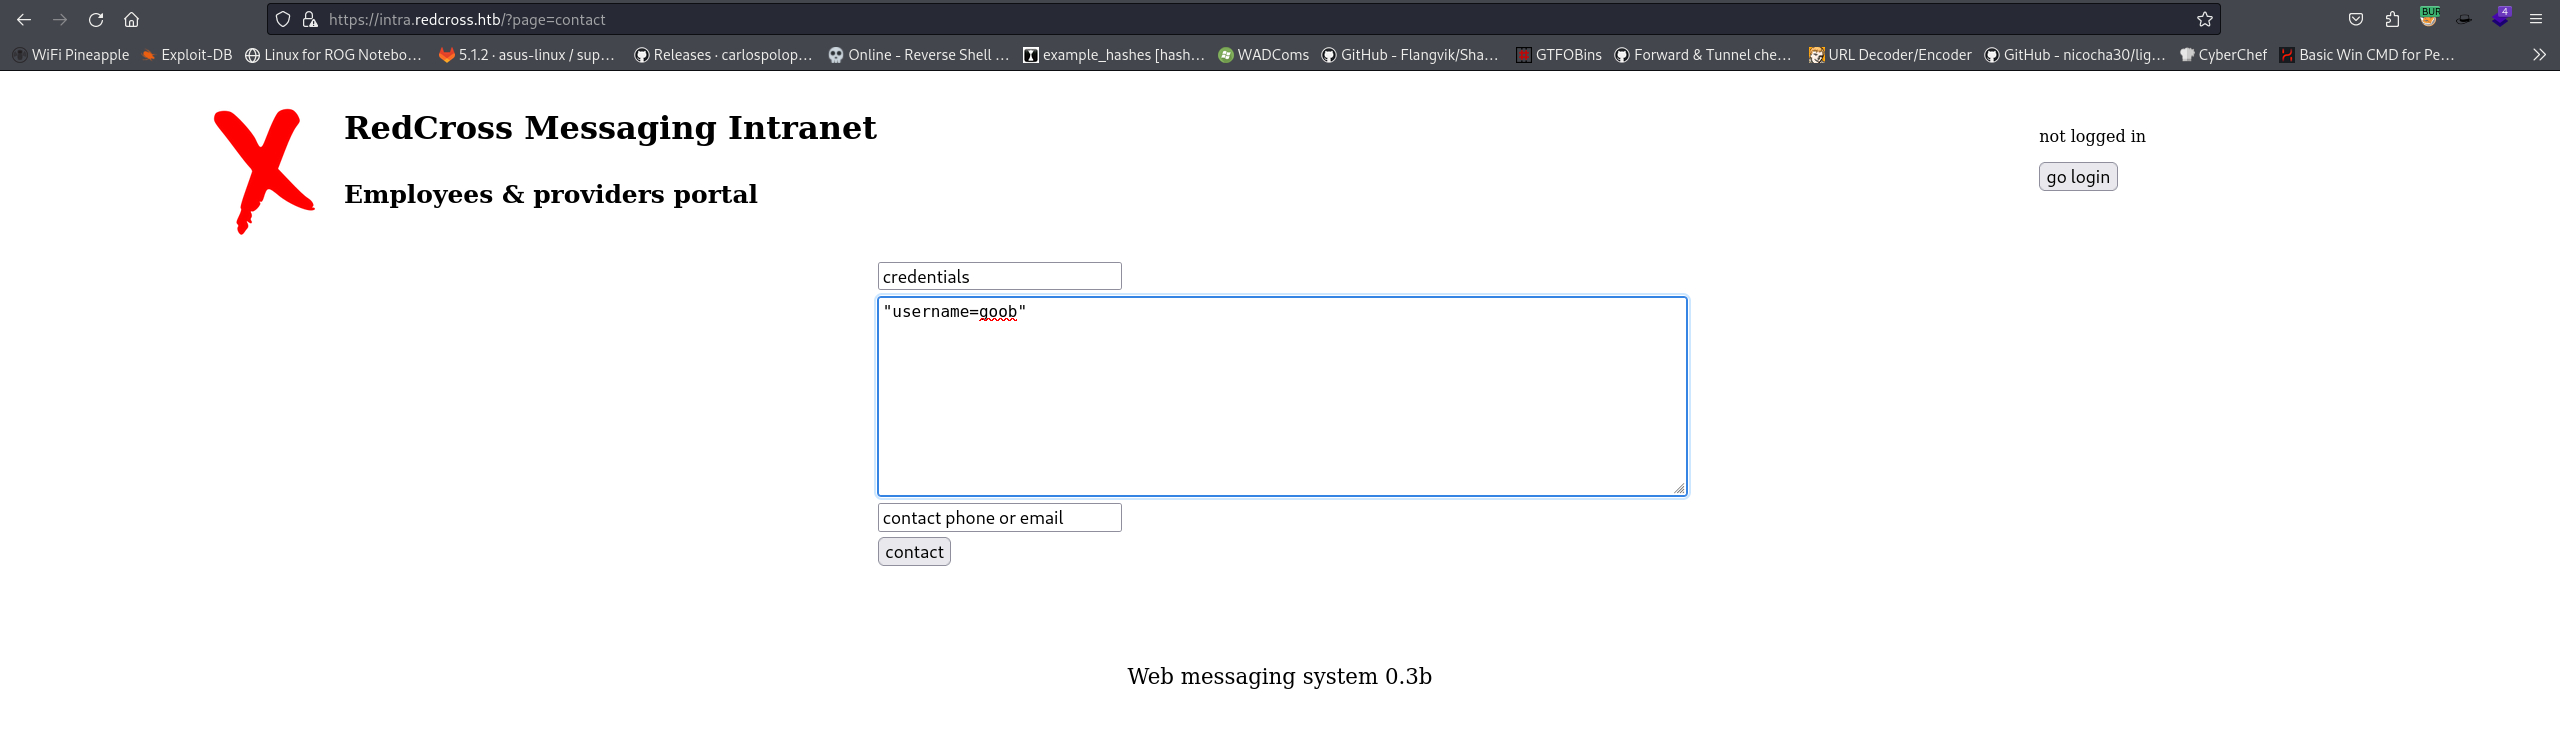 https://intra.redcross.htb/?page=contact
BUR
4
WiFi Pineapple
Exploit-DB
Linux for ROG Notebo…
5.1.2 · asus-linux / sup…
Releases · carlospolop…
Online - Reverse Shell …
example_hashes [hash…
WADComs
GitHub - Flangvik/Sha…
GTFOBins
Forward & Tunnel che…
URL Decoder/Encoder
GitHub - nicocha30/lig…
CyberChef
Basic Win CMD for Pe…
RedCross Messaging Intranet
Employees & providers portal
not logged in
go login
credentials
"username=goob"
contact phone or email
contact
Web messaging system 0.3b